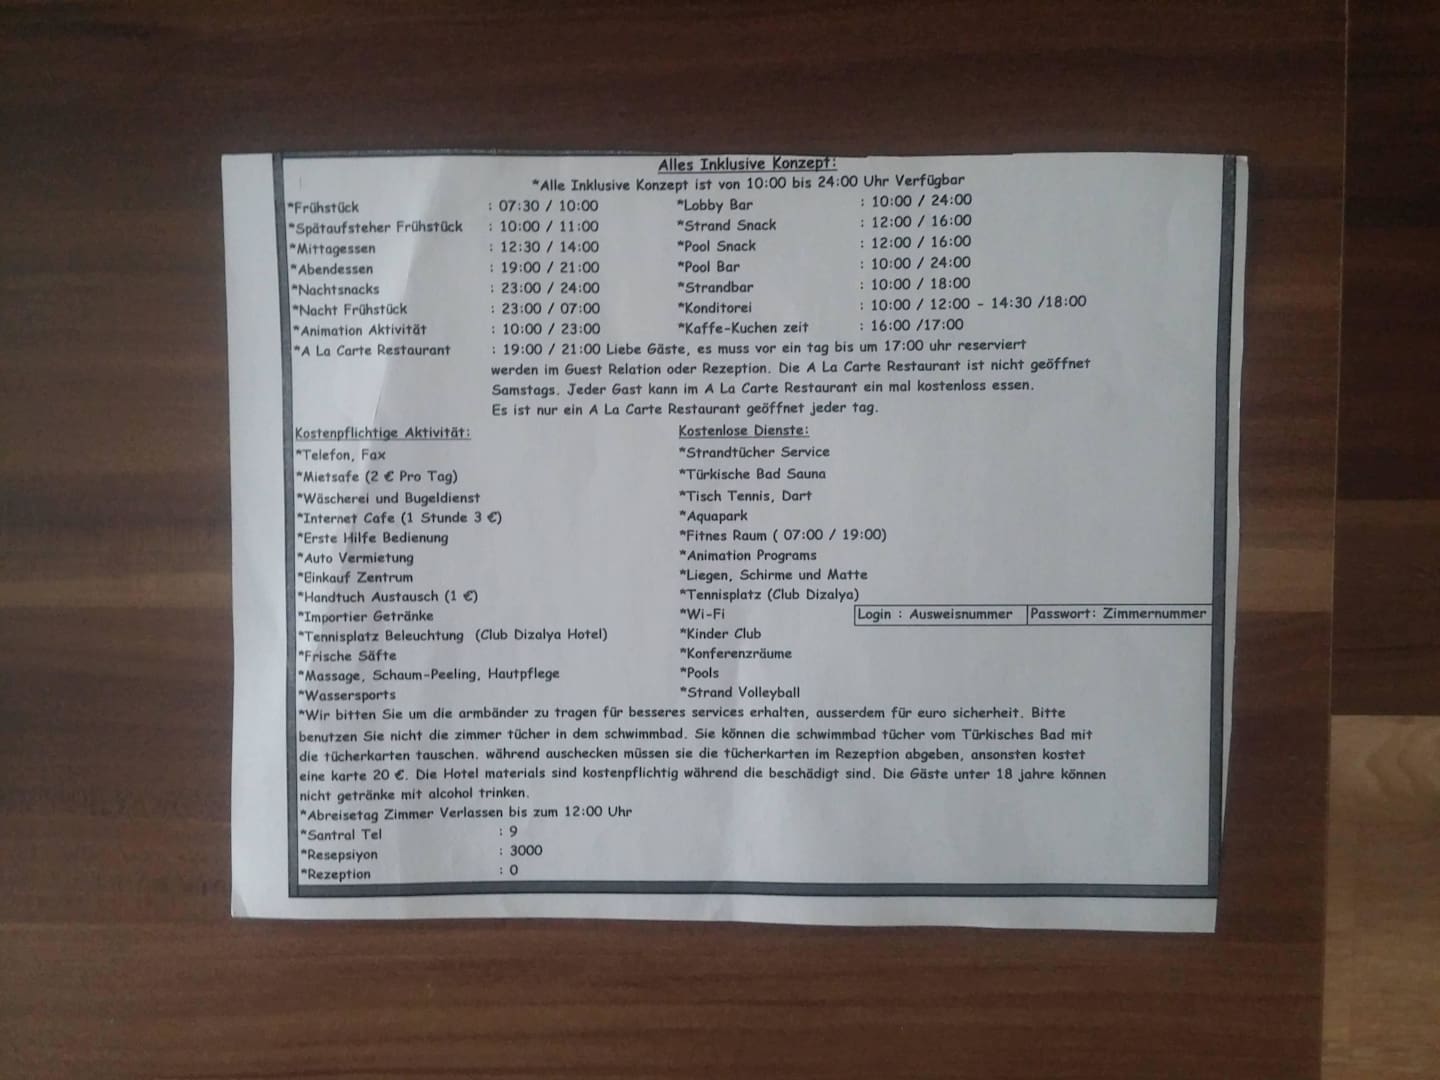 Alles Inklusive Konzept:
*Alle Inklusive Konzept ist von 10:00 bis 24:00 Uhr Verfügbar
*Frühstück : 07:30 / 10:00 *Lobby Bar : 10:00 / 24:00
*Spätaufsteher Frühstück : 10:00 / 11:00 *Strand Snack : 12:00 / 16:00
*Mittagessen : 12:30 / 14:00 *Pool Snack : 12:00 / 16:00
*Abendessen : 19:00 / 21:00 *Pool Bar : 10:00 / 24:00
*Nachtsnacks : 23:00 / 24:00 *Strandbar : 10:00 / 18:00
*Nacht Frühstück : 23:00 / 07:00 *Konditorei : 10:00 / 12:00 - 14:30 /18:00
*Animation Aktivität : 10:00 / 23:00 *Kaffe-Kuchen zeit : 16:00 /17:00
*A La Carte Restaurant : 19:00 / 21:00 Liebe Gäste, es muss vor ein tag bis um 17:00 uhr reserviert
werden im Guest Relation oder Rezeption. Die A La Carte Restaurant ist nicht geöffnet
Samstags. Jeder Gast kann im A La Carte Restaurant ein mal kostenloss essen.
Es ist nur ein A La Carte Restaurant geöffnet jeder tag.
Kostenpflichtige Aktivität: Kostenlose Dienste:
*Telefon, Fax *Strandtücher Service
*Mietsafe (2 € Pro Tag) *Türkische Bad Sauna
*Wäscherei und Bugeldienst *Tisch Tennis, Dart
*Internet Cafe (1 Stunde 3 €) *Aquapark
*Erste Hilfe Bedienung *Fitnes Raum ( 07:00 / 19:00)
*Auto Vermietung *Animation Programs
*Einkauf Zentrum *Liegen, Schirme und Matte
*Handtuch Austausch (1 €) *Tennisplatz (Club Dizalya)
*Importier Getränke *Wi-Fi Login : Ausweisnummer Passwort: Zimmernummer
*Tennisplatz Beleuchtung (Club Dizalya Hotel) *Kinder Club
*Frische Säfte *Konferenzräume
*Massage, Schaum-Peeling, Hautpflege *Pools
*Wassersports *Strand Volleyball
*Wir bitten Sie um die armbänder zu tragen für besseres services erhalten, ausserdem für euro sicherheit. Bitte
benutzen Sie nicht die zimmer tücher in dem schwimmbad. Sie können die schwimmbad tücher vom Türkisches Bad mit
die tücherkarten tauschen. während auschecken müssen sie die tücherkarten im Rezeption abgeben, ansonsten kostet
eine karte 20 €. Die Hotel materials sind kostenpflichtig während die beschädigt sind. Die Gäste unter 18 jahre können
nicht getränke mit alcohol trinken.
*Abreisetag Zimmer Verlassen bis zum 12:00 Uhr
*Santral Tel : 9
*Resepsiyon : 3000
*Rezeption : 0